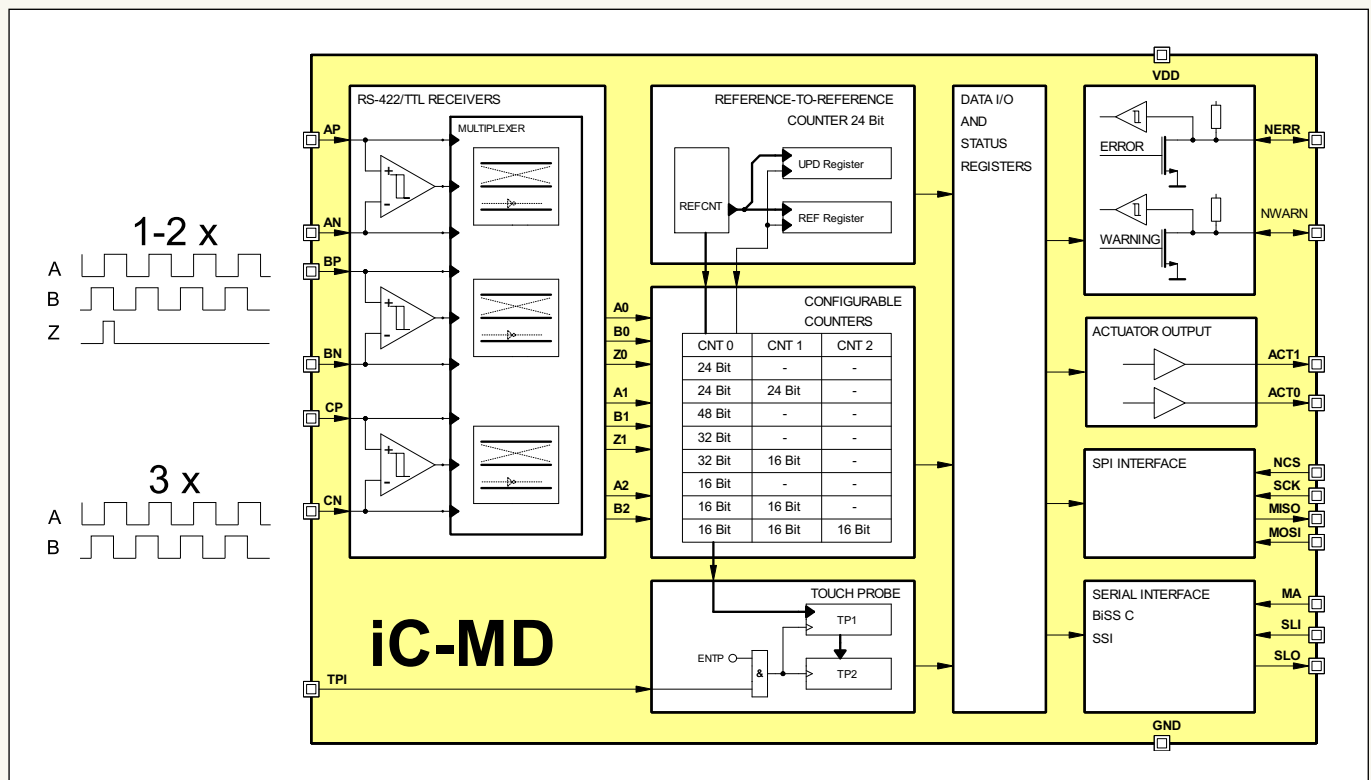 VDD
RS-422/TTL RECEIVERS
MULTIPLEXER
AP
AN
BP
BN
CP
CN
1-2 x
A
B
Z
3 x
A
B
+
-
+
-
+
-
A0
B0
Z0
A1
B1
Z1
A2
B2
REFERENCE-TO-REFERENCE
COUNTER 24 Bit
REFCNT
UPD Register
REF Register
CONFIGURABLE
COUNTERS
CNT 0 CNT 1 CNT 2
24 Bit - -
24 Bit 24 Bit -
48 Bit - -
32 Bit - -
32 Bit 16 Bit -
16 Bit - -
16 Bit 16 Bit -
16 Bit 16 Bit 16 Bit
TOUCH PROBE
TP1
TP2
ENTP
&
iC-MD
TPI
DATA I/O
AND
STATUS
REGISTERS
ERROR
WARNING
NERR
NWARN
ACTUATOR OUTPUT
ACT1
ACT0
SPI INTERFACE
NCS
SCK
MISO
MOSI
SERIAL INTERFACE
BiSS C
SSI
MA
SLI
SLO
GND